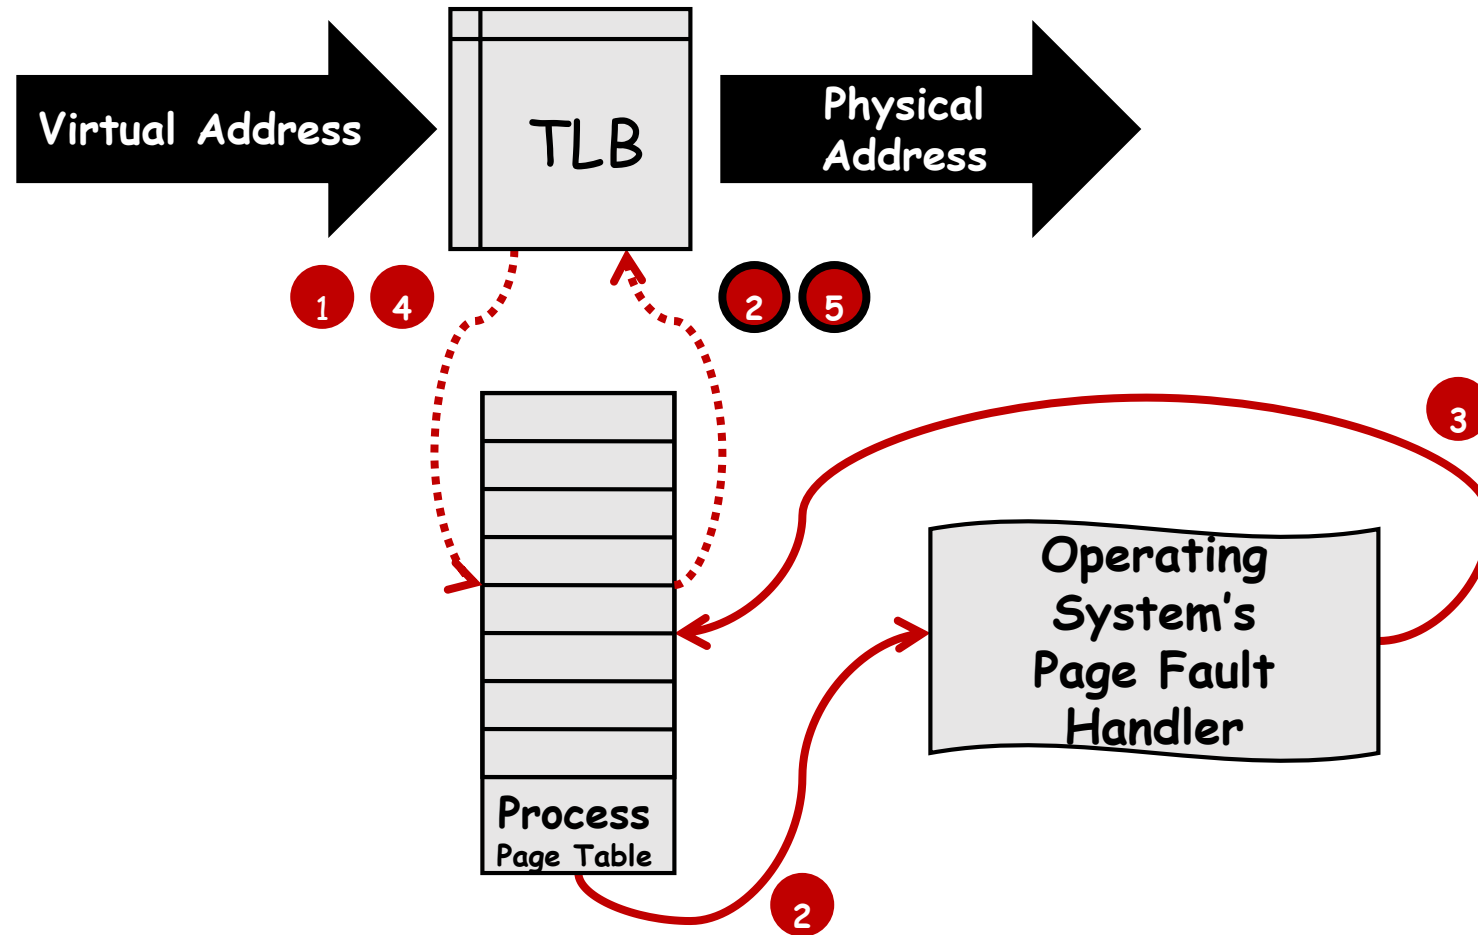 Virtual Address
TLB
Physical
Address
1 4
2 5
3
Operating
System's
Page Fault
Handler
Process
Page Table
2